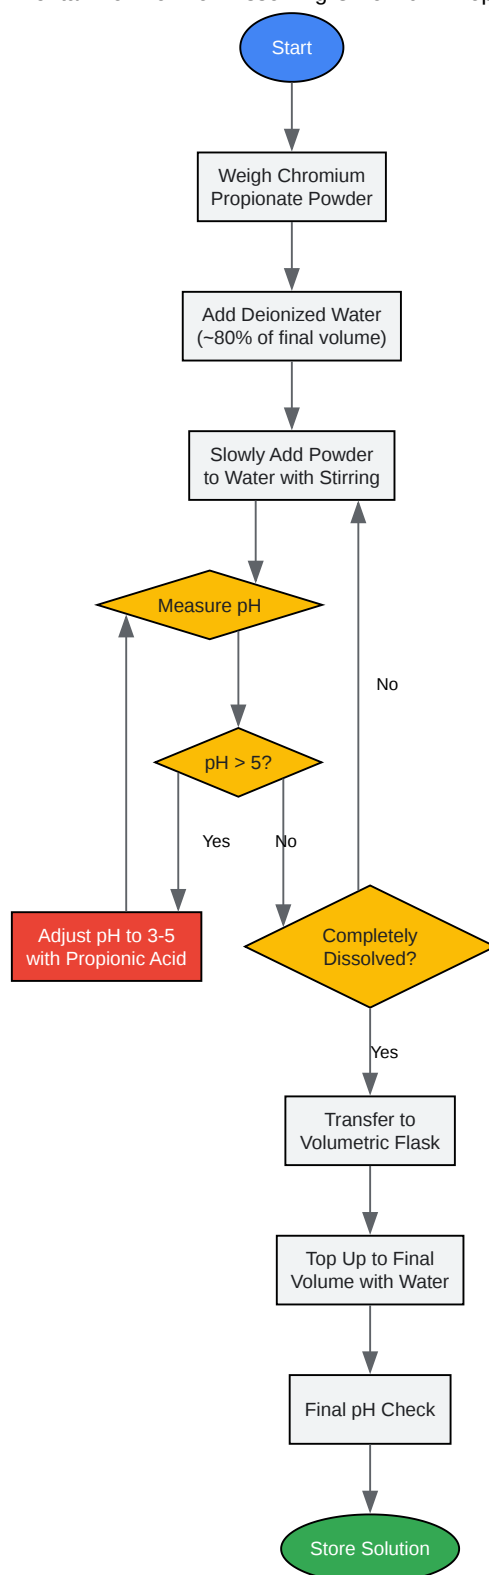 Start
Weigh Chromium
Propionate Powder
Add Deionized Water
(~80% of final volume)
Slowly Add Powder
to Water with Stirring
Measure pH
No
pH > 5?
Yes
No
Adjust pH to 3-5
with Propionic Acid
Completely
Dissolved?
Yes
Transfer to
Volumetric Flask
Top Up to Final
Volume with Water
Final pH Check
Store Solution